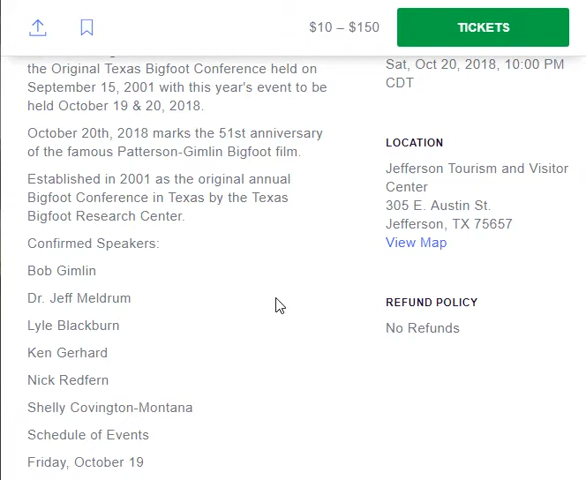 $10 – $150
TICKETS
the Original Texas Bigfoot Conference held on
September 15, 2001 with this year's event to be
held October 19 & 20, 2018.
October 20th, 2018 marks the 51st anniversary
of the famous Patterson-Gimlin Bigfoot film.
Established in 2001 as the original annual
Bigfoot Conference in Texas by the Texas
Bigfoot Research Center.
Confirmed Speakers:
Bob Gimlin
Dr. Jeff Meldrum
Lyle Blackburn
Ken Gerhard
Nick Redfern
Shelly Covington-Montana
Schedule of Events
Friday, October 19
Sat, Oct 20, 2018, 10:00 PM
CDT
LOCATION
Jefferson Tourism and Visitor
Center
305 E. Austin St.
Jefferson, TX 75657
View Map
REFUND POLICY
No Refunds